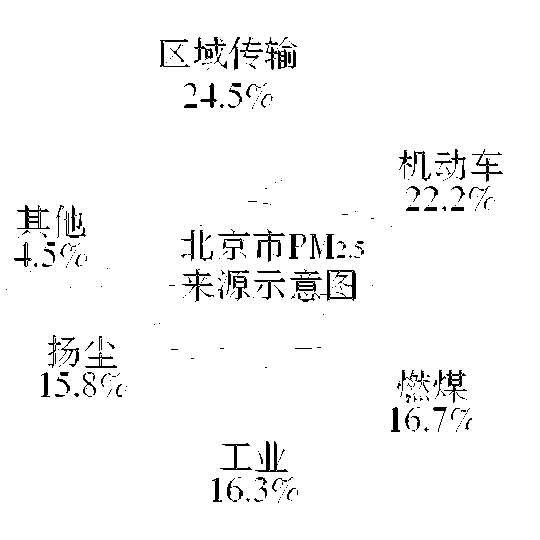 区域传输
24.5%
机动车
22.2%
其他
4.5%
北京市PM2.5
来源示意图
扬尘
15.8%
燃煤
16.7%
工业
16.3%